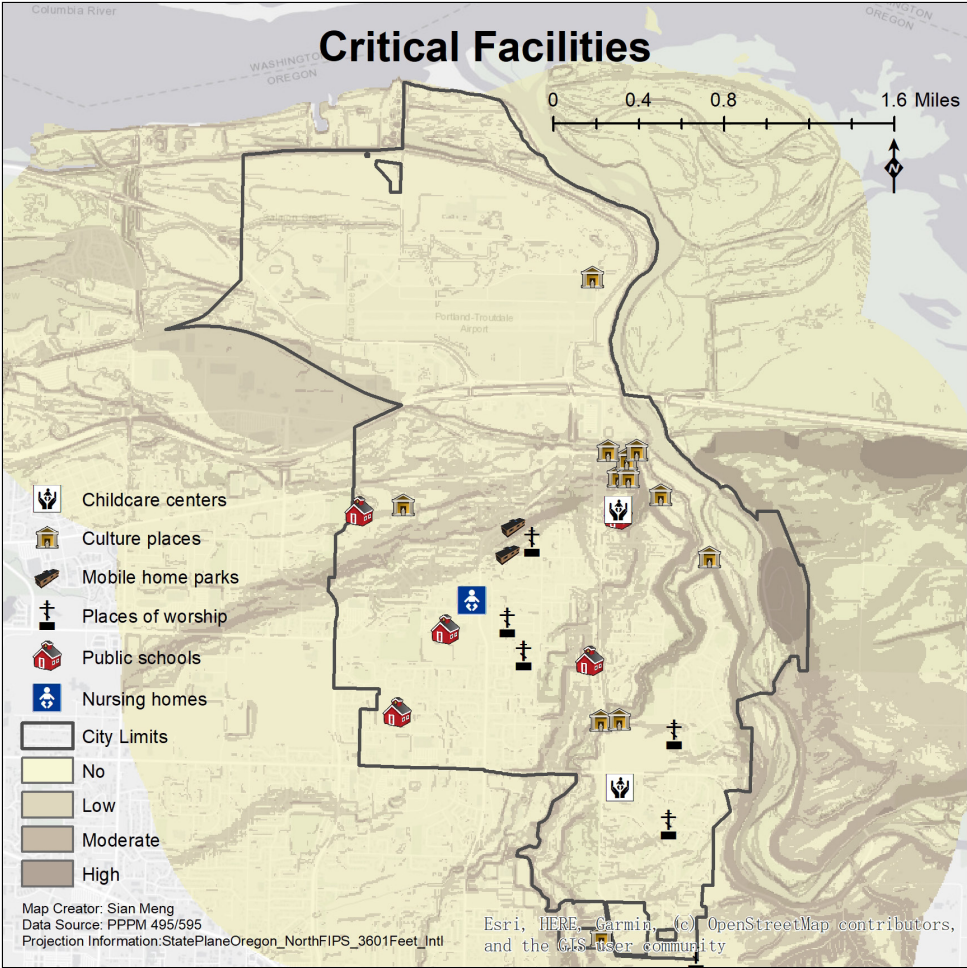 Columbia River
WASHINGTON
OREGON
WASHINGTON
OREGON
Critical Facilities
0 0.4 0.8 1.6 Miles
N
Portland-Troutdale
Airport
Childcare centers
Culture places
Mobile home parks
Places of worship
Public schools
Nursing homes
City Limits
No
Low
Moderate
High
Map Creator: Sian Meng
Data Source: PPPM 495/595
Projection Information:StatePlaneOregon_NorthFIPS_3601Feet_Intl
Esri, HERE, Garmin, (c) OpenStreetMap contributors,
and the GIS user community